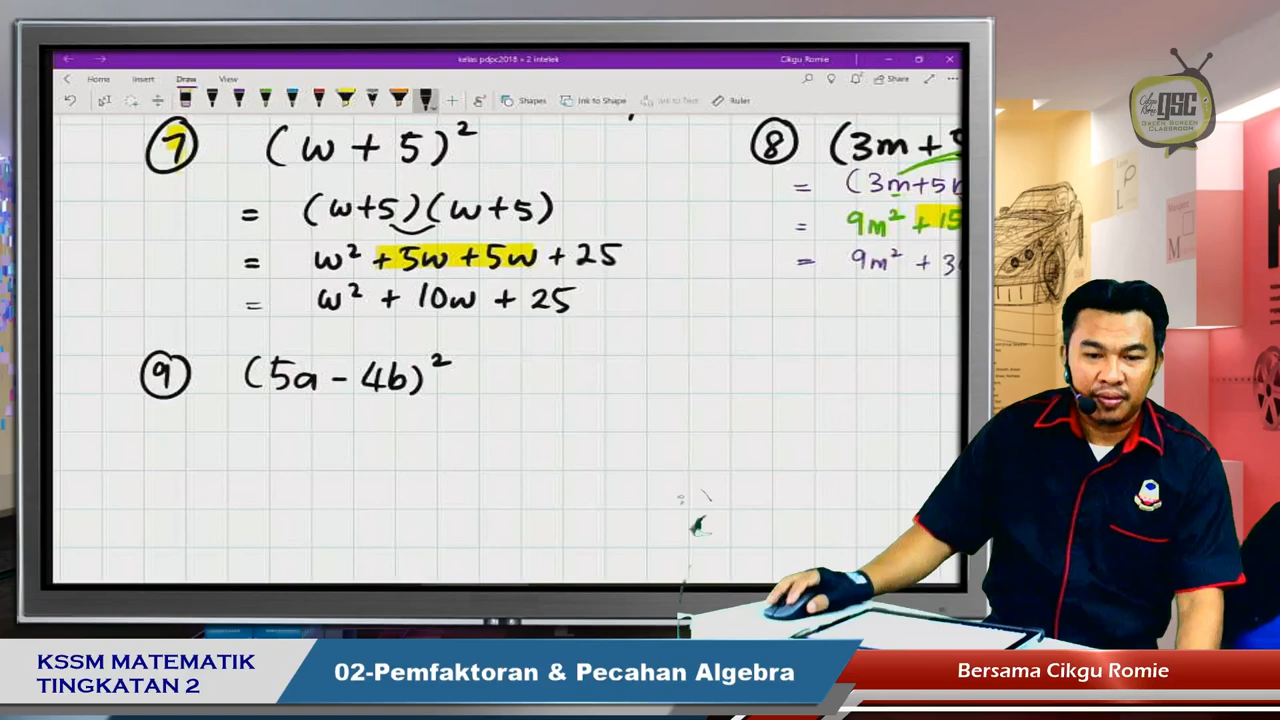 kelas pdpc2018 » 2 intelek
Cikgu Romie
Home Insert Draw View
Share
Shapes Ink to Shape Ink to Text Ruler
7 (w + 5)²
= (w+5)(w+5)
= w² + 5w + 5w + 25
= w² + 10w + 25
8 (3m +
= (3m+5
= 9m² + 15
= 9m² + 3
9 (5a - 4b)²
Cikgu Romie gsc
GREEN SCREEN
CLASSROOM
L P
M
KSSM MATEMATIK
TINGKATAN 2
02-Pemfaktoran & Pecahan Algebra
Bersama Cikgu Romie